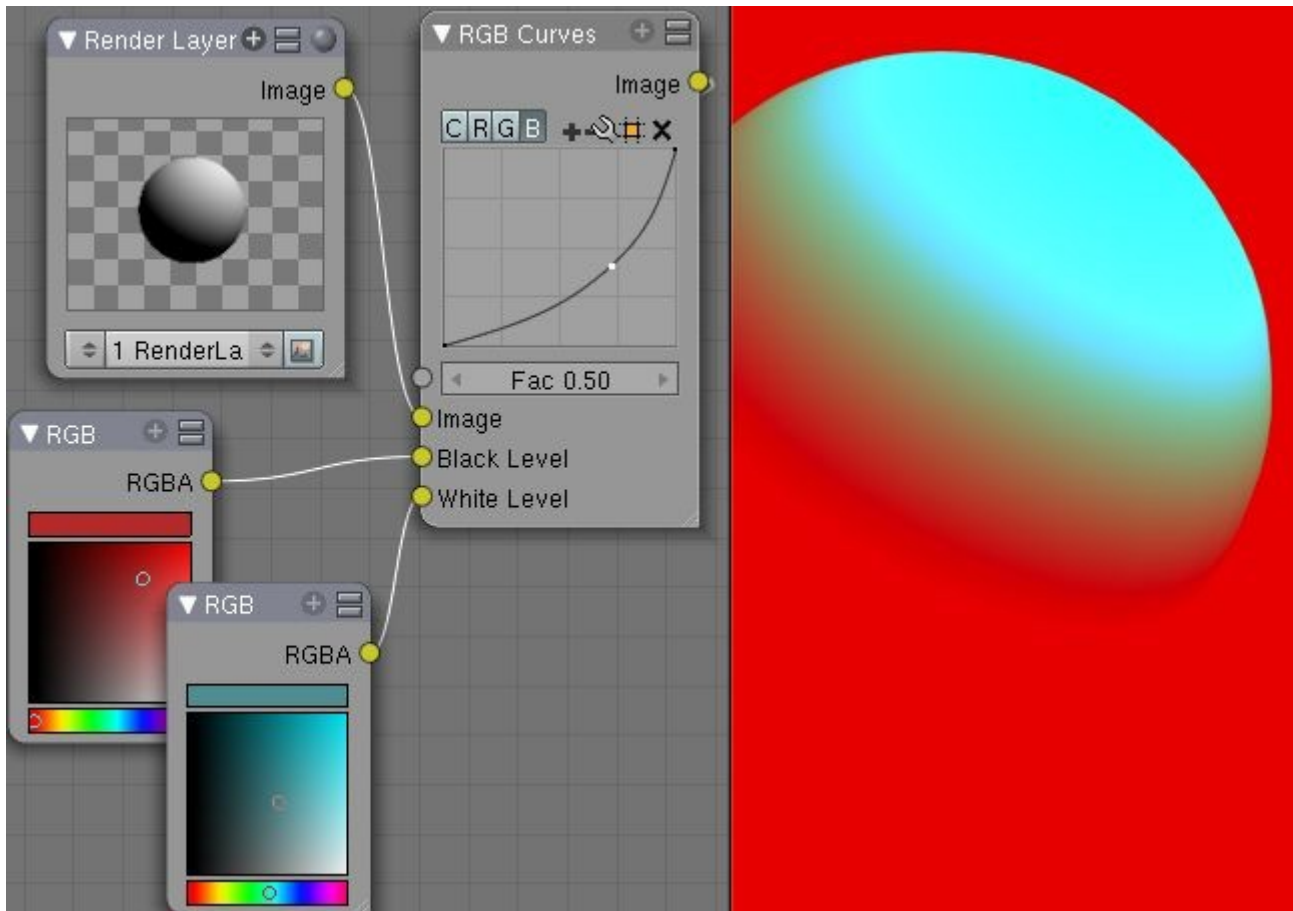 Render Layer
Image
1 RenderLa
RGB Curves
Image
C R G B
Fac 0.50
Image
Black Level
White Level
RGB
RGBA
RGB
RGBA